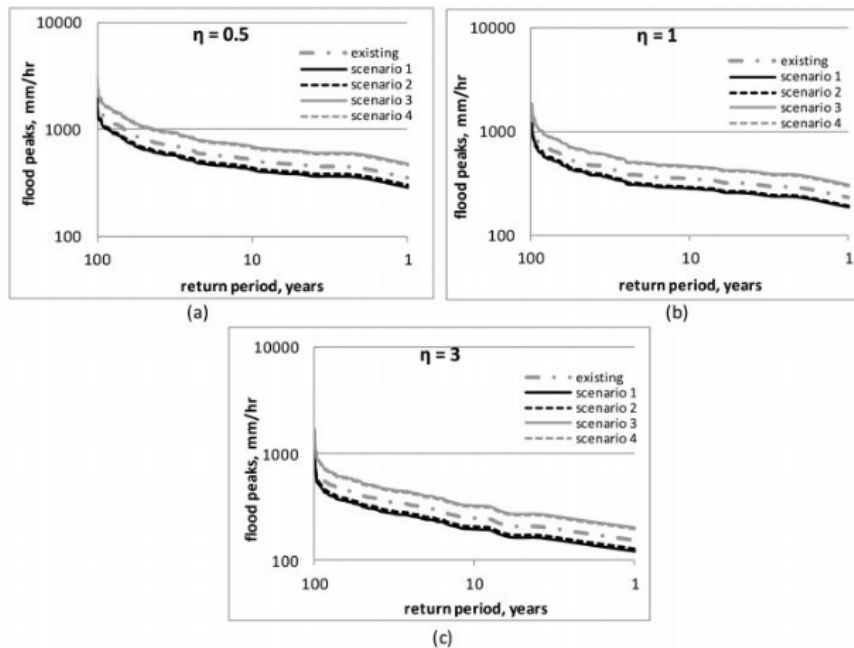 η = 0.5
10000
1000
100
flood peaks, mm/hr
existing
scenario 1
scenario 2
scenario 3
scenario 4
100
10
1
return period, years
(a)
η = 1
10000
1000
100
flood peaks, mm/hr
existing
scenario 1
scenario 2
scenario 3
scenario 4
100
10
1
return period, years
(b)
η = 3
10000
1000
100
flood peaks, mm/hr
existing
scenario 1
scenario 2
scenario 3
scenario 4
100
10
1
return period, years
(c)